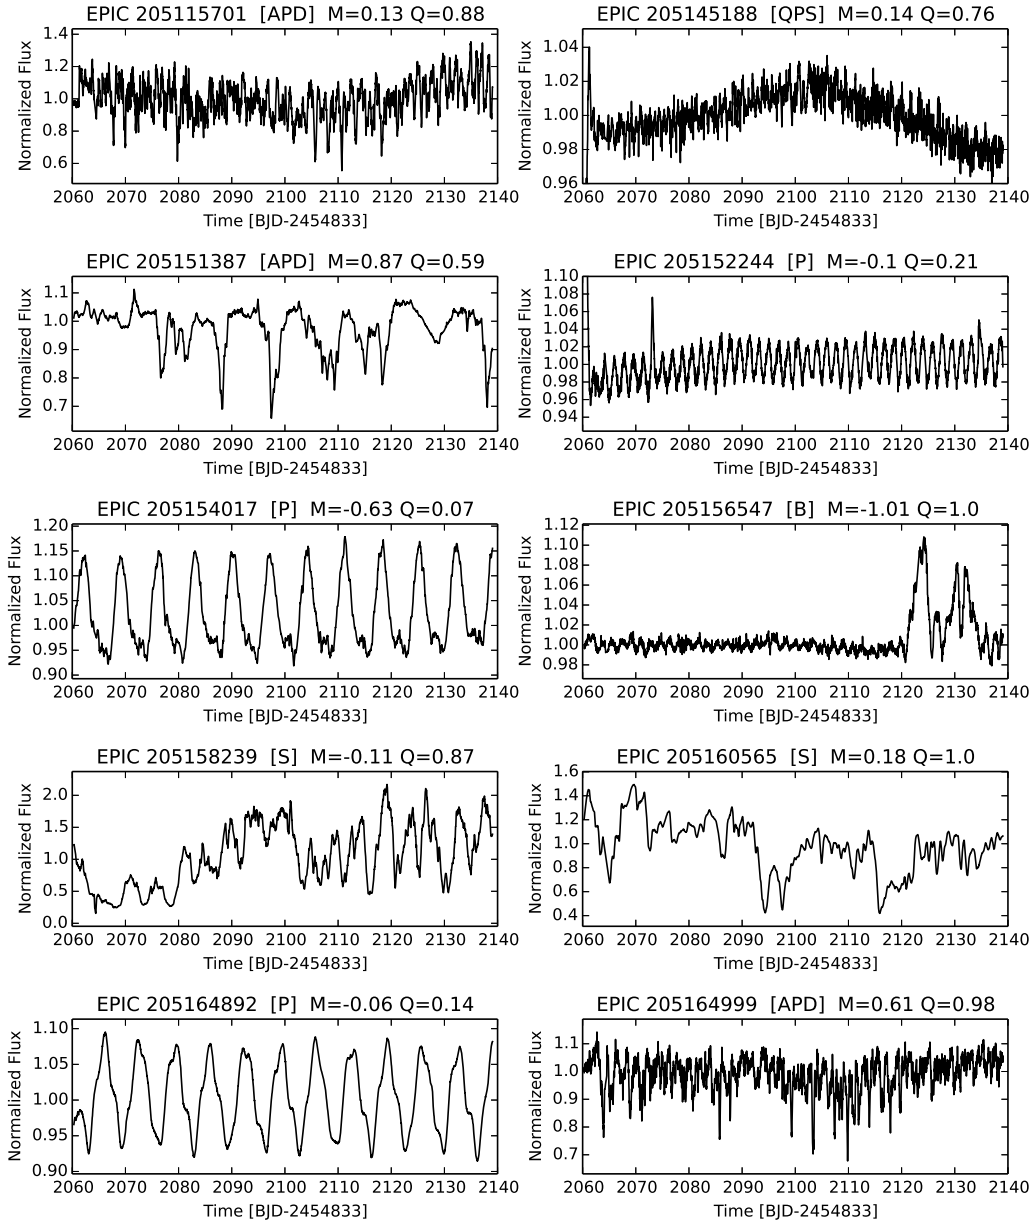 EPIC 205115701 [APD] M=0.13 Q=0.88
Normalized Flux
1.4
1.2
1.0
0.8
0.6
2060 2070 2080 2090 2100 2110 2120 2130 2140
Time [BJD-2454833]
EPIC 205145188 [QPS] M=0.14 Q=0.76
Normalized Flux
1.04
1.02
1.00
0.98
0.96
2060 2070 2080 2090 2100 2110 2120 2130 2140
Time [BJD-2454833]
EPIC 205151387 [APD] M=0.87 Q=0.59
Normalized Flux
1.1
1.0
0.9
0.8
0.7
2060 2070 2080 2090 2100 2110 2120 2130 2140
Time [BJD-2454833]
EPIC 205152244 [P] M=-0.1 Q=0.21
Normalized Flux
1.10
1.08
1.06
1.04
1.02
1.00
0.98
0.96
0.94
2060 2070 2080 2090 2100 2110 2120 2130 2140
Time [BJD-2454833]
EPIC 205154017 [P] M=-0.63 Q=0.07
Normalized Flux
1.20
1.15
1.10
1.05
1.00
0.95
0.90
2060 2070 2080 2090 2100 2110 2120 2130 2140
Time [BJD-2454833]
EPIC 205156547 [B] M=-1.01 Q=1.0
Normalized Flux
1.12
1.10
1.08
1.06
1.04
1.02
1.00
0.98
2060 2070 2080 2090 2100 2110 2120 2130 2140
Time [BJD-2454833]
EPIC 205158239 [S] M=-0.11 Q=0.87
Normalized Flux
2.0
1.5
1.0
0.5
0.0
2060 2070 2080 2090 2100 2110 2120 2130 2140
Time [BJD-2454833]
EPIC 205160565 [S] M=0.18 Q=1.0
Normalized Flux
1.6
1.4
1.2
1.0
0.8
0.6
0.4
2060 2070 2080 2090 2100 2110 2120 2130 2140
Time [BJD-2454833]
EPIC 205164892 [P] M=-0.06 Q=0.14
Normalized Flux
1.10
1.05
1.00
0.95
0.90
2060 2070 2080 2090 2100 2110 2120 2130 2140
Time [BJD-2454833]
EPIC 205164999 [APD] M=0.61 Q=0.98
Normalized Flux
1.1
1.0
0.9
0.8
0.7
2060 2070 2080 2090 2100 2110 2120 2130 2140
Time [BJD-2454833]